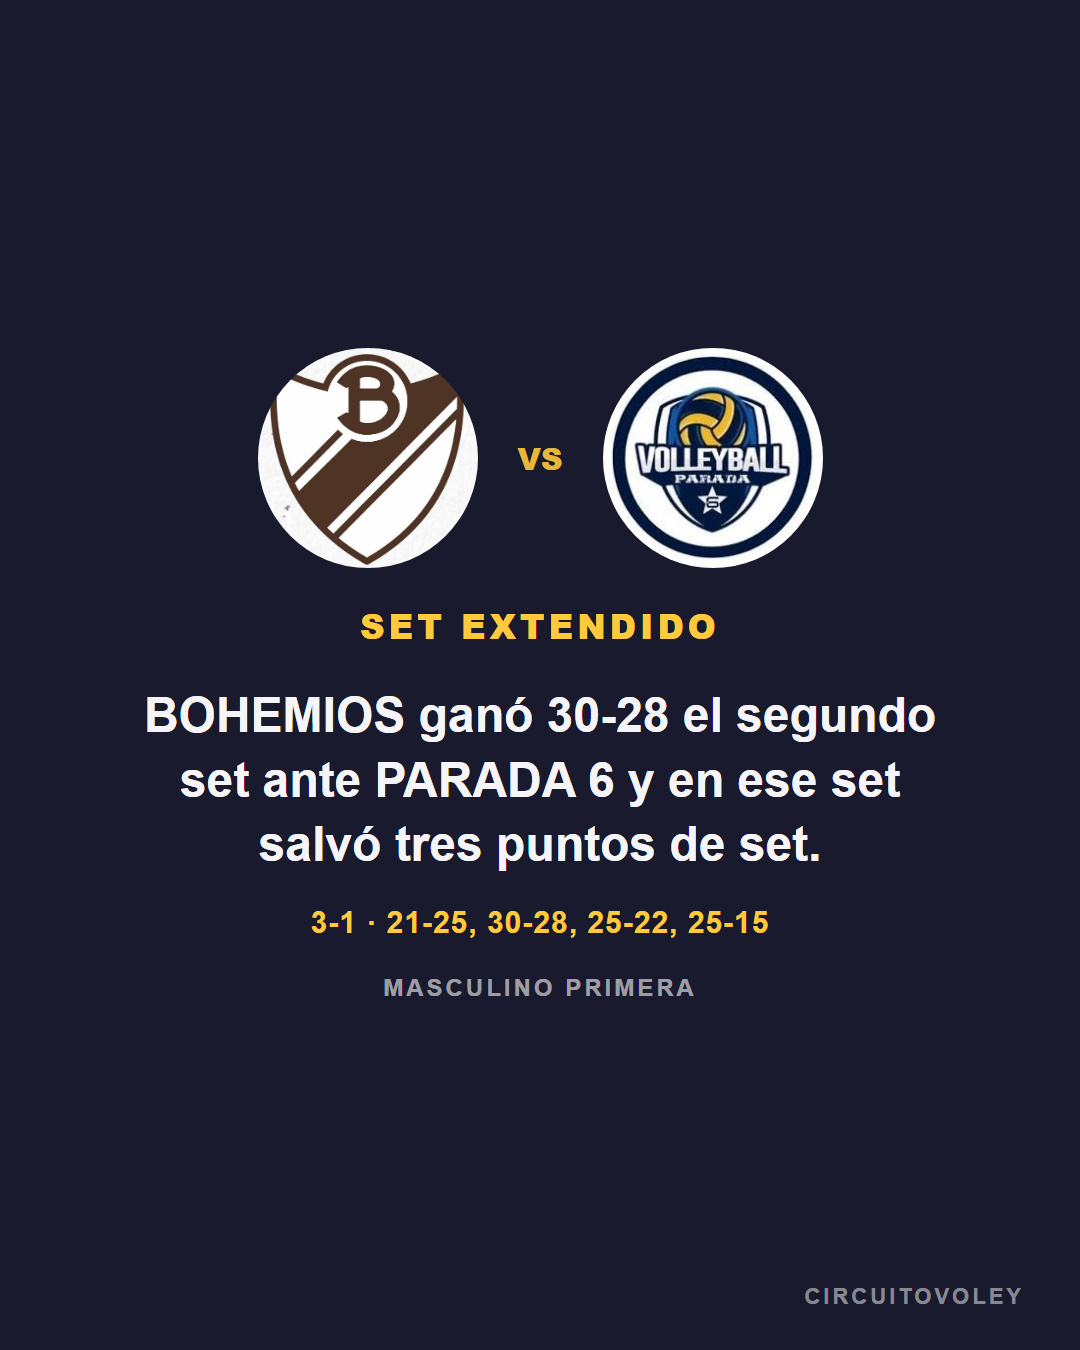 B
VS
VOLLEYBALL
PARADA
6
SET EXTENDIDO
BOHEMIOS ganó 30-28 el segundo
set ante PARADA 6 y en ese set
salvó tres puntos de set.
3-1 · 21-25, 30-28, 25-22, 25-15
MASCULINO PRIMERA
CIRCUITOVOLEY